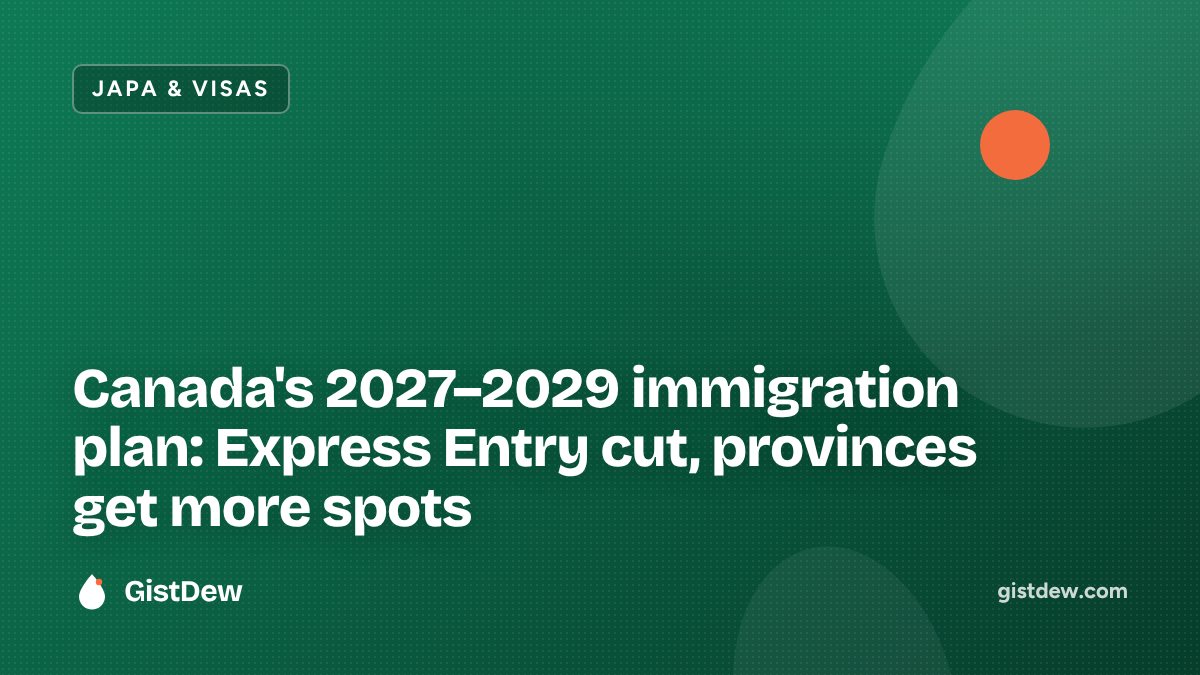 JAPA & VISAS
Canada's 2027–2029 immigration
plan: Express Entry cut, provinces
get more spots
GistDew
gistdew.com